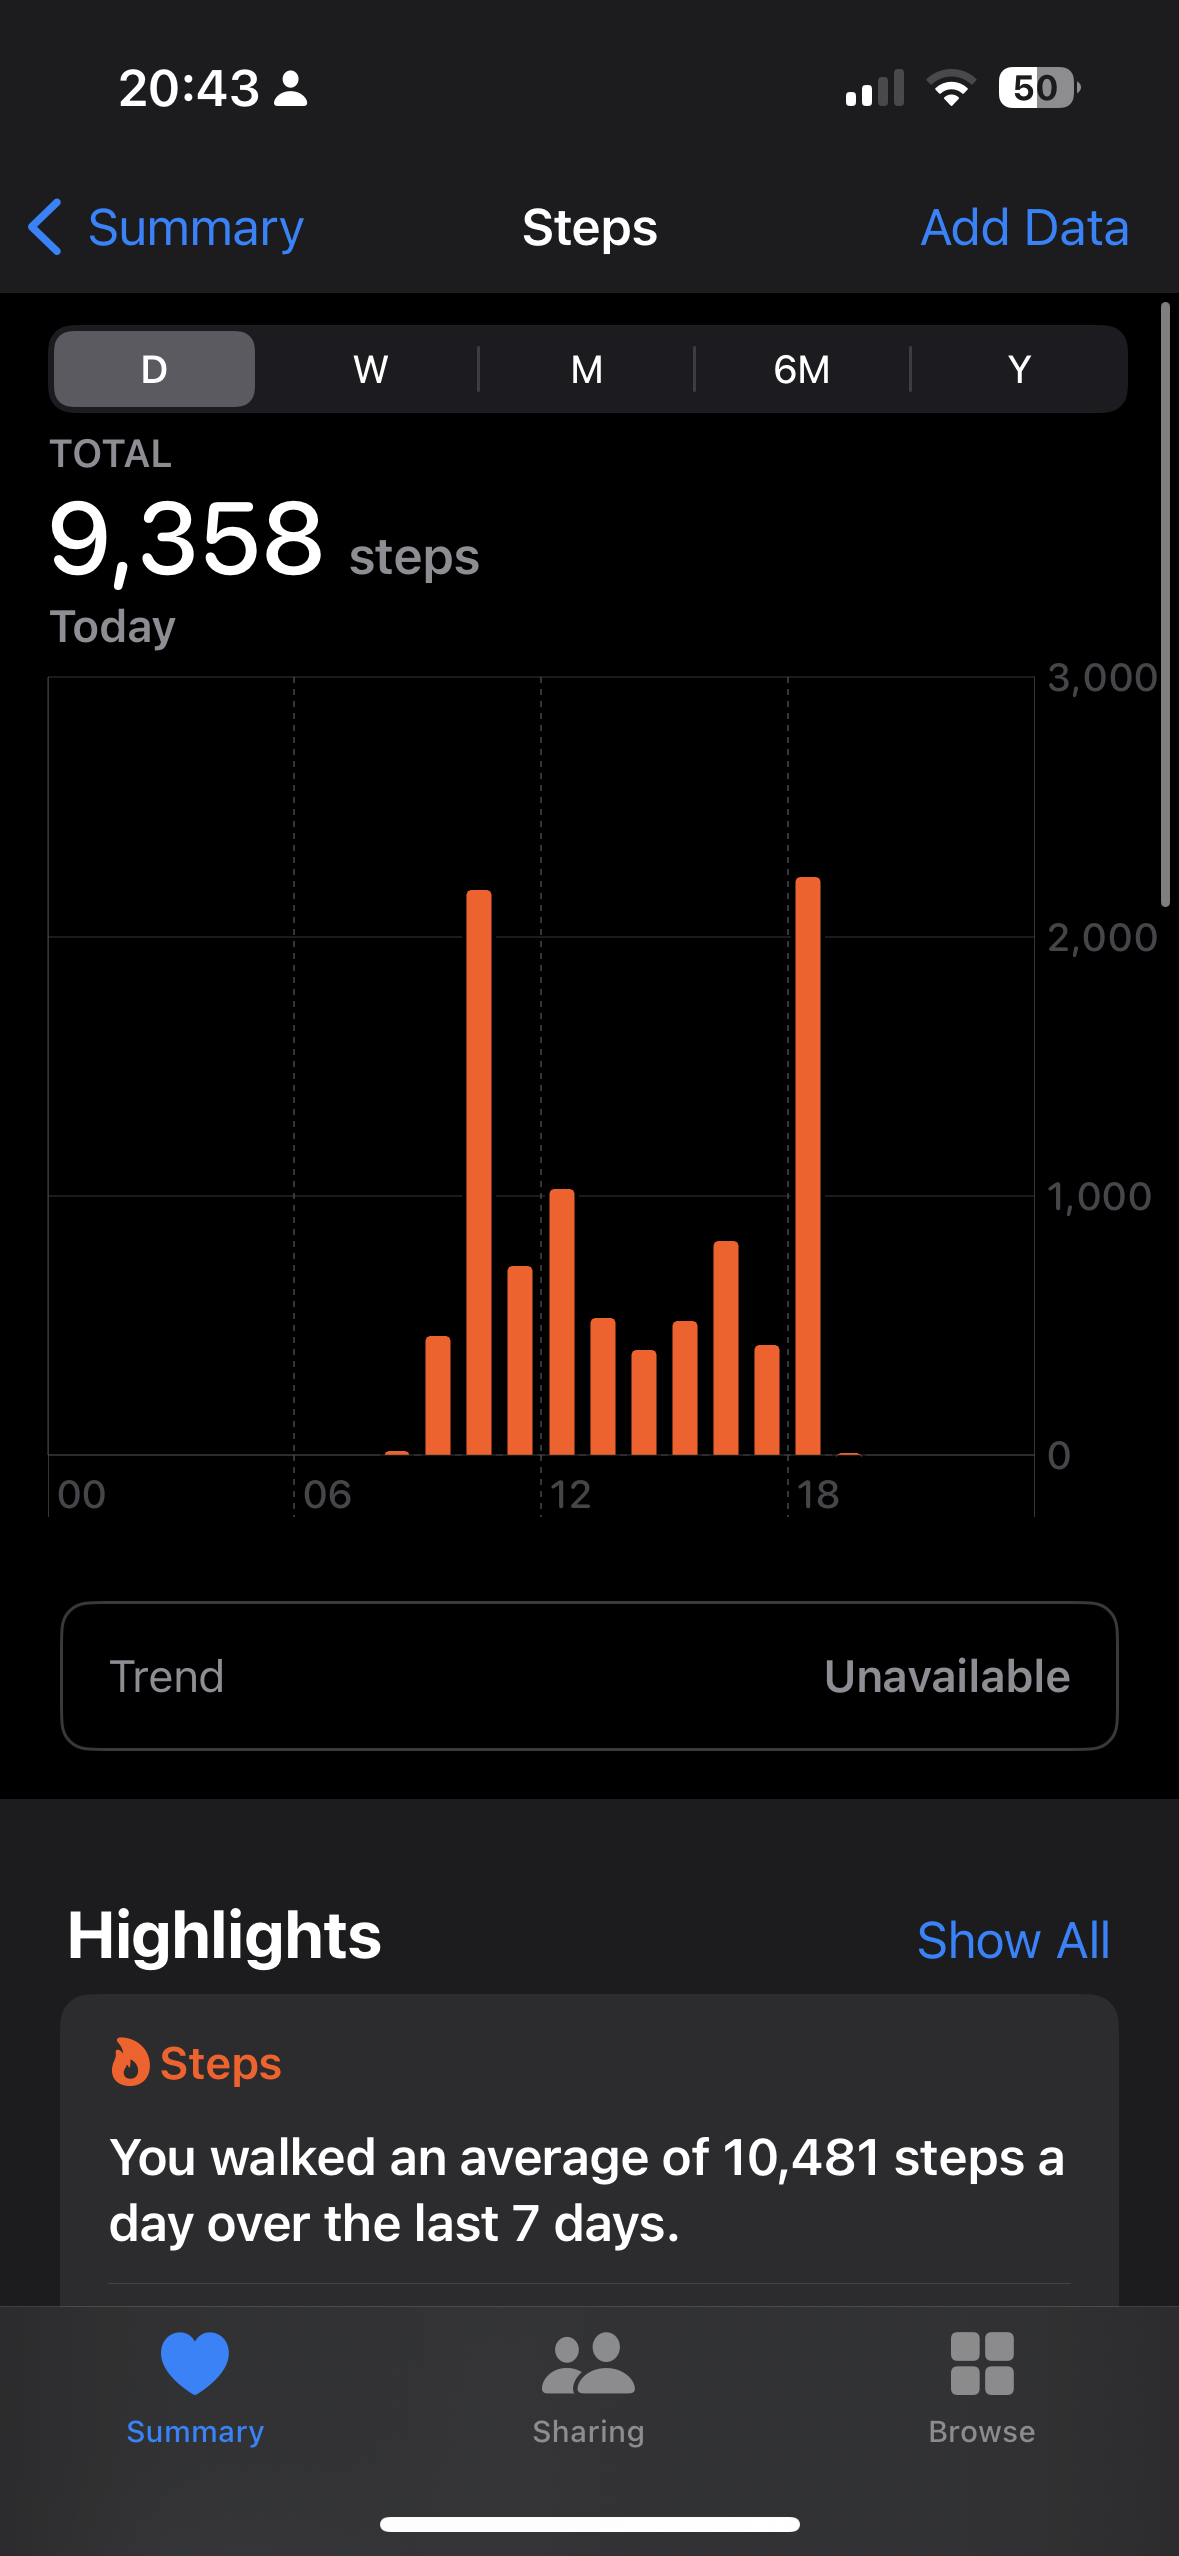 20:43
50
Summary
Steps
Add Data
D
W
M
6M
Y
TOTAL
9,358 steps
Today
3,000
2,000
1,000
0
00
06
12
18
Trend
Unavailable
Highlights
Show All
Steps
You walked an average of 10,481 steps a
day over the last 7 days.
Summary
Sharing
Browse